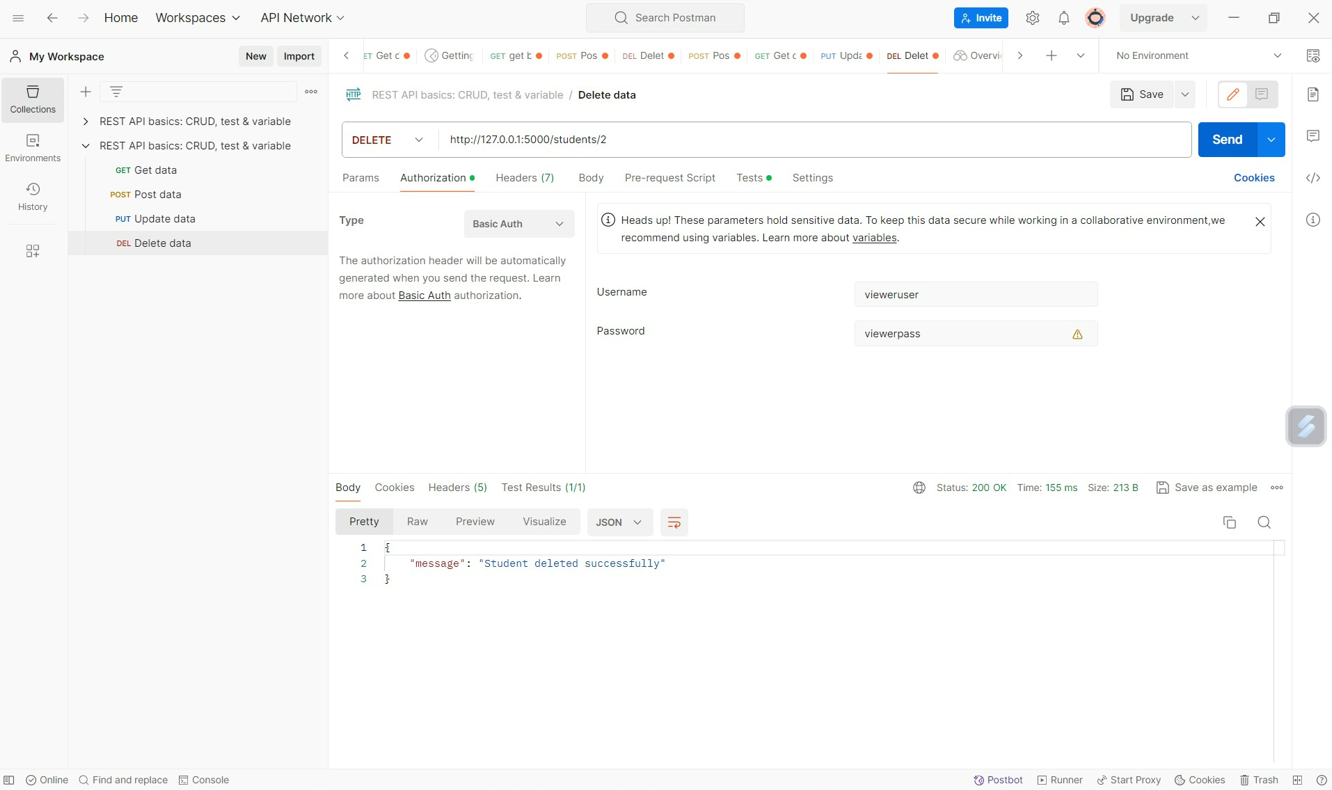 Home Workspaces API Network Search Postman Invite Upgrade
My Workspace New Import GET Get c Getting GET get b POST Pos DEL Delet POST Pos GET Get c PUT Upda DEL Delet Overvi No Environment
Collections
Environments
History
REST API basics: CRUD, test & variable
REST API basics: CRUD, test & variable
GET Get data
POST Post data
PUT Update data
DEL Delete data
HTTP REST API basics: CRUD, test & variable / Delete data Save
DELETE http://127.0.0.1:5000/students/2 Send
Params Authorization Headers (7) Body Pre-request Script Tests Settings Cookies
Type Basic Auth
The authorization header will be automatically
generated when you send the request. Learn
more about Basic Auth authorization.
Heads up! These parameters hold sensitive data. To keep this data secure while working in a collaborative environment,we
recommend using variables. Learn more about variables.
Username vieweruser
Password viewerpass
Body Cookies Headers (5) Test Results (1/1) Status: 200 OK Time: 155 ms Size: 213 B Save as example
Pretty Raw Preview Visualize JSON
1 {
2 "message": "Student deleted successfully"
3 }
Online Find and replace Console Postbot Runner Start Proxy Cookies Trash